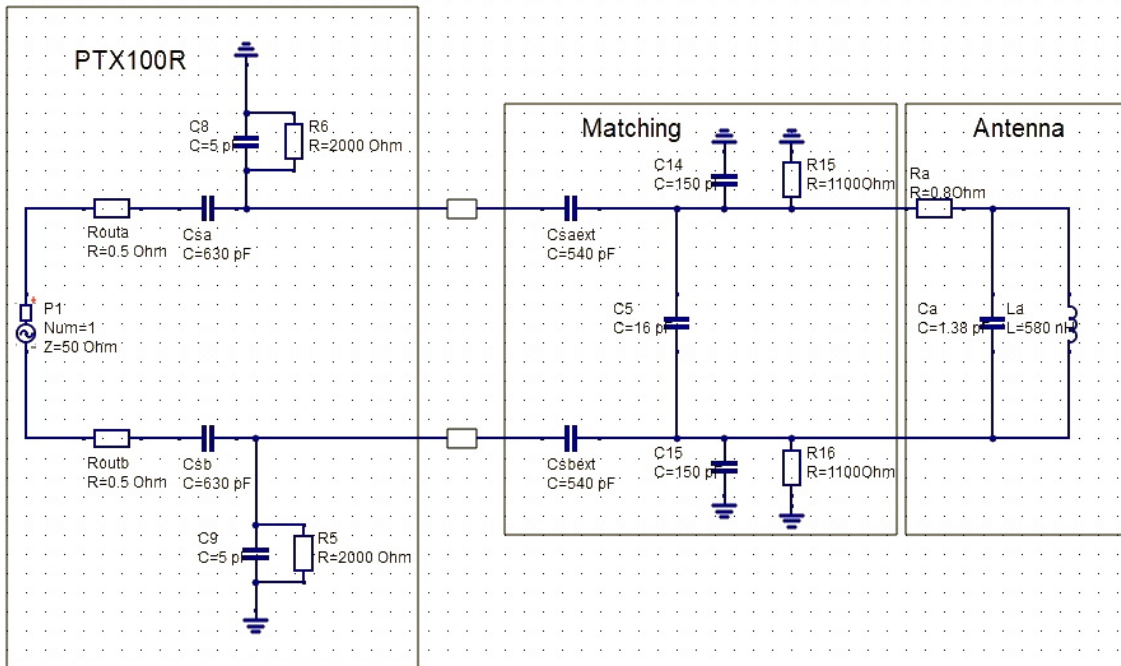 PTX100R
C8
C=5 pF
R6
R=2000 Ohm
Routa
R=0.5 Ohm
Csa
C=630 pF
P1
Num=1
Z=50 Ohm
Routb
R=0.5 Ohm
Csb
C=630 pF
C9
C=5 pF
R5
R=2000 Ohm
Matching
C14
C=150 pF
R15
R=1100Ohm
Csaext
C=540 pF
C5
C=16 pF
Csbext
C=540 pF
C15
C=150 pF
R16
R=1100Ohm
Antenna
Ra
R=0.8Ohm
Ca
C=1.38 pF
La
L=580 nH